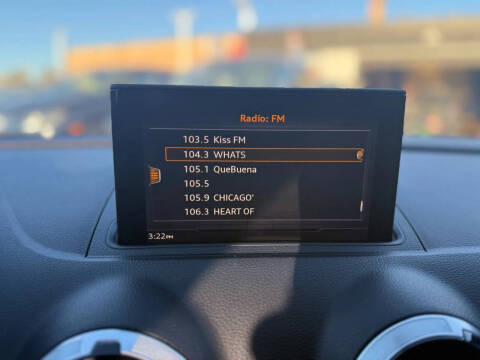 Radio: FM
103.5 Kiss FM
104.3 WHATS
105.1 QueBuena
105.5
105.9 CHICAGO'
106.3 HEART OF
3:22PM